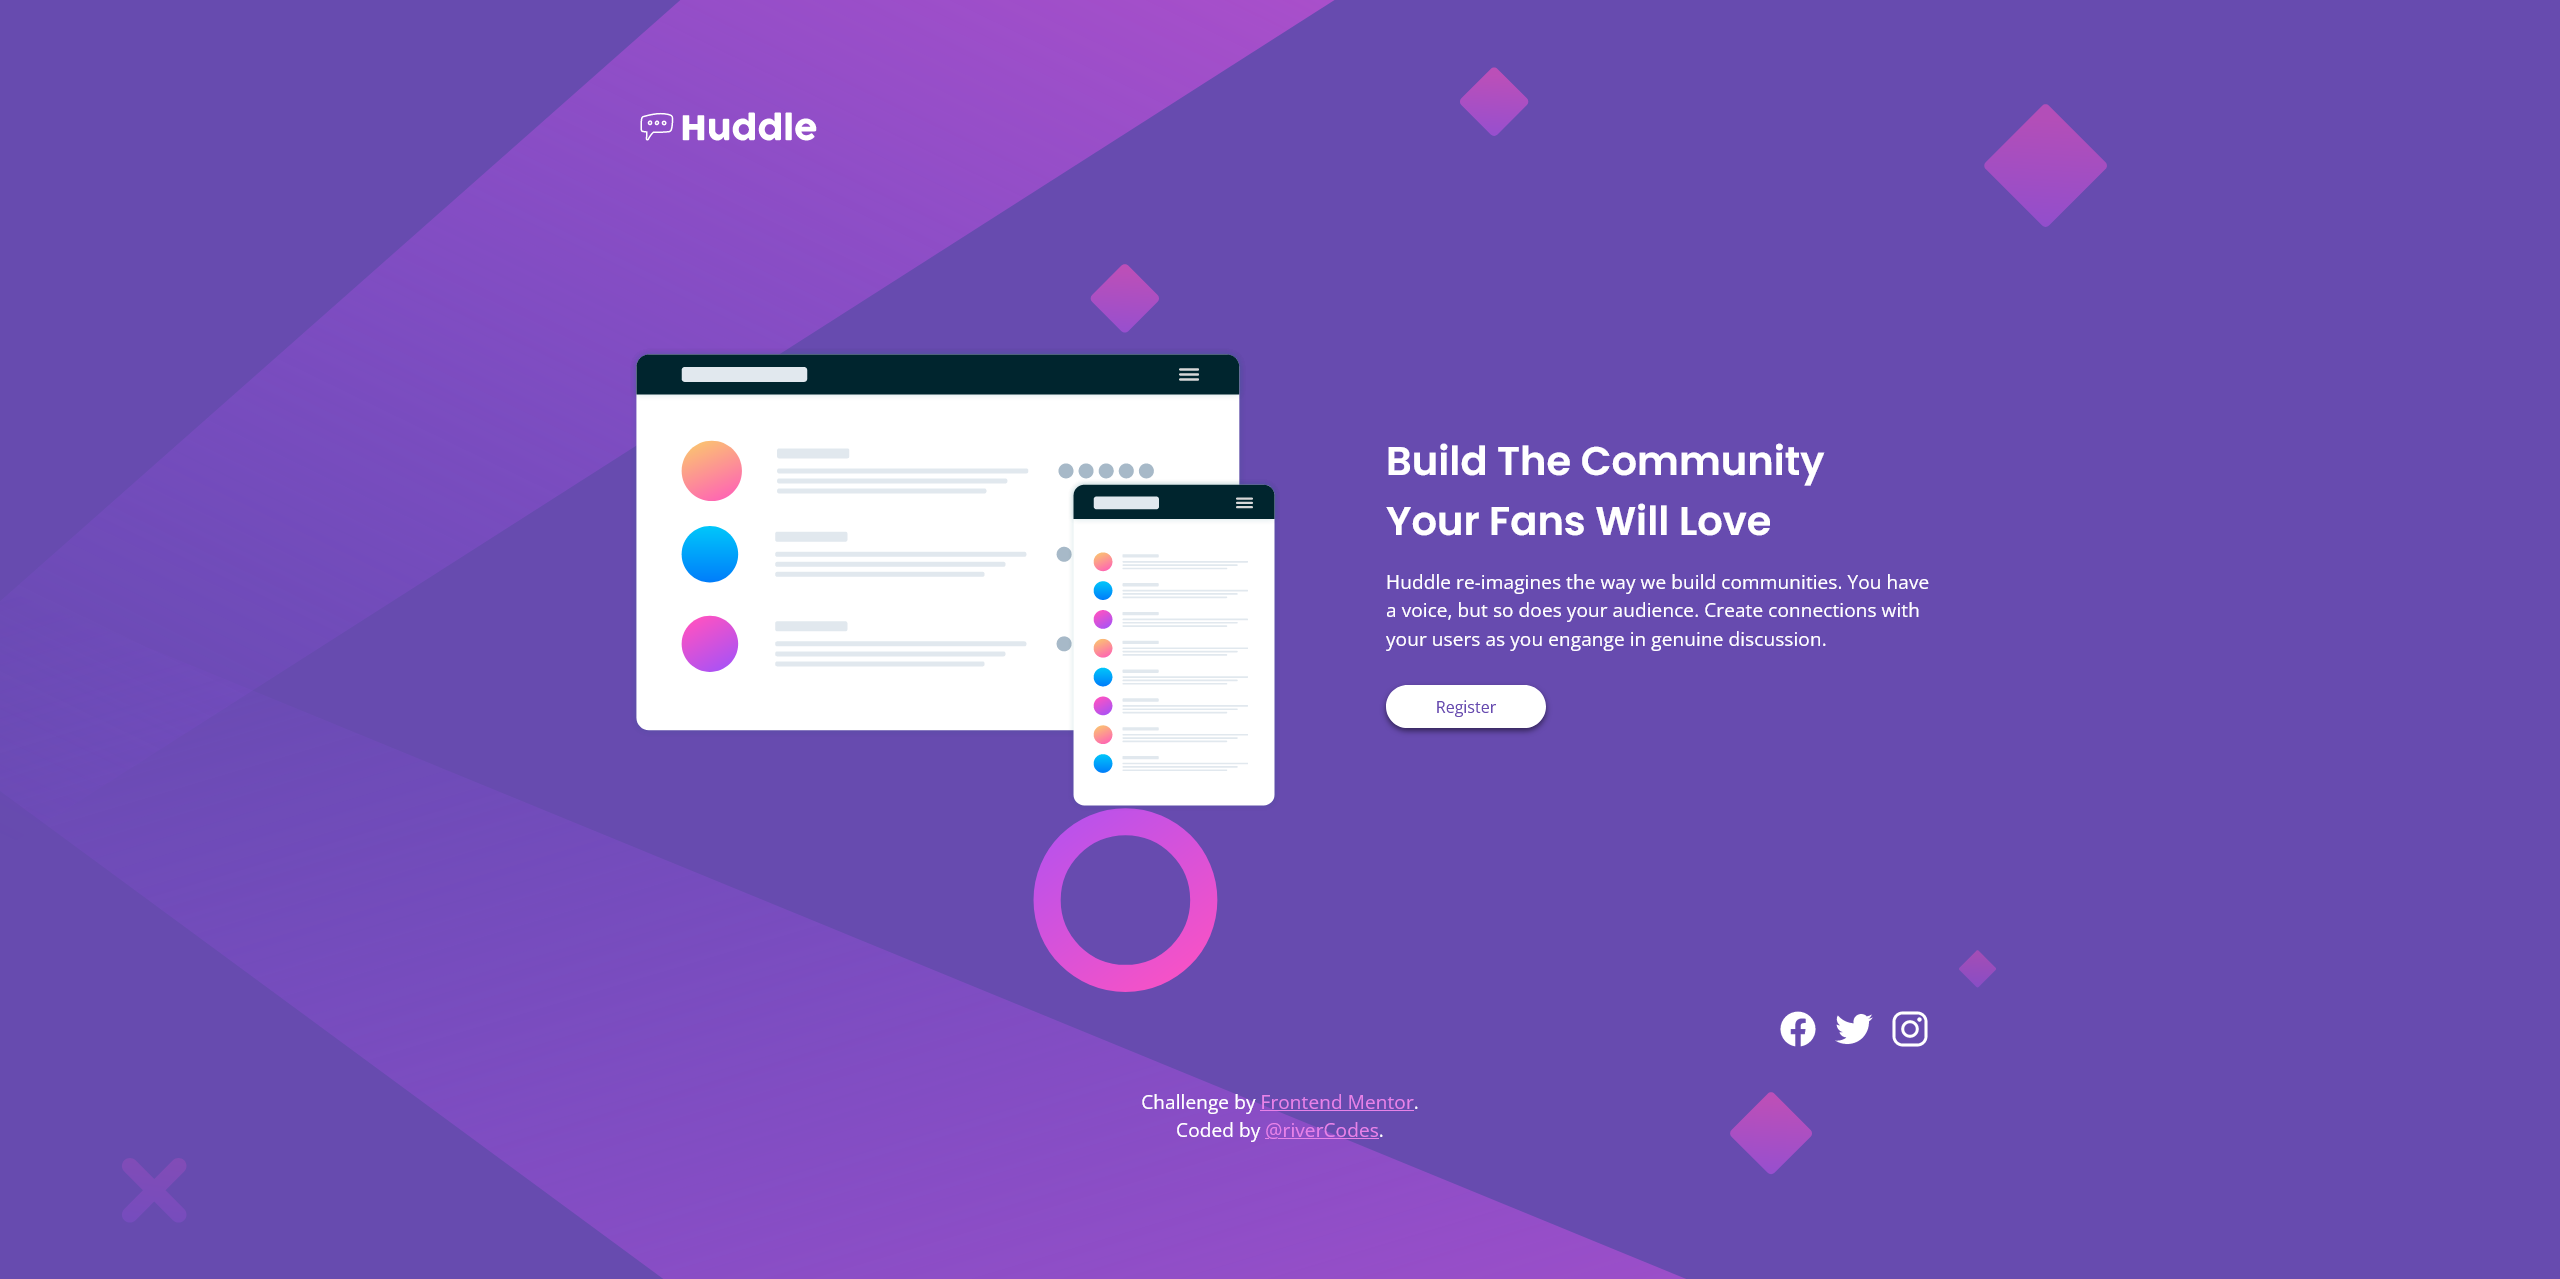 Huddle
Build The Community
Your Fans Will Love
Huddle re-imagines the way we build communities. You have
a voice, but so does your audience. Create connections with
your users as you engange in genuine discussion.
Register
Challenge by Frontend Mentor.
Coded by @riverCodes.